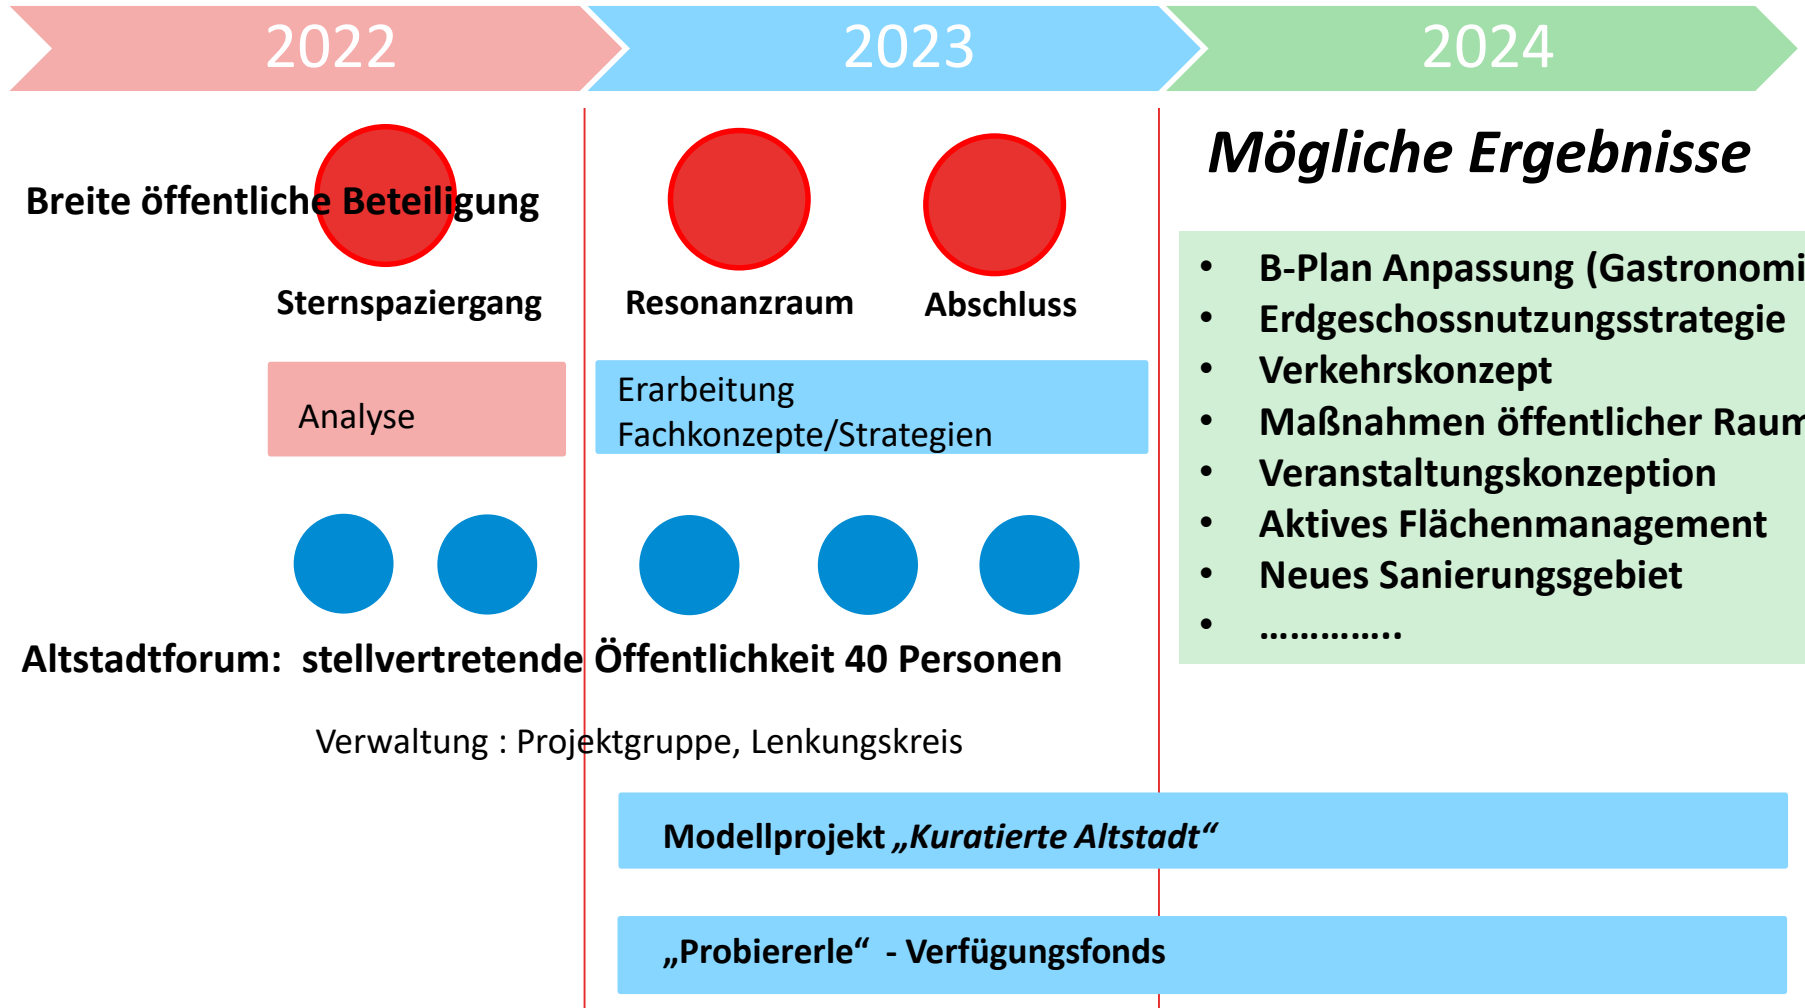 2022
2023
2024
Breite öffentliche Beteiligung
Sternspaziergang
Resonanzraum
Abschluss
Mögliche Ergebnisse
• B-Plan Anpassung (Gastronomi
• Erdgeschossnutzungsstrategie
• Verkehrskonzept
• Maßnahmen öffentlicher Raum
• Veranstaltungskonzeption
• Aktives Flächenmanagement
• Neues Sanierungsgebiet
• …………..
Analyse
Erarbeitung
Fachkonzepte/Strategien
Altstadtforum: stellvertretende Öffentlichkeit 40 Personen
Verwaltung : Projektgruppe, Lenkungskreis
Modellprojekt „Kuratierte Altstadt“
„Probiererle“ - Verfügungsfonds